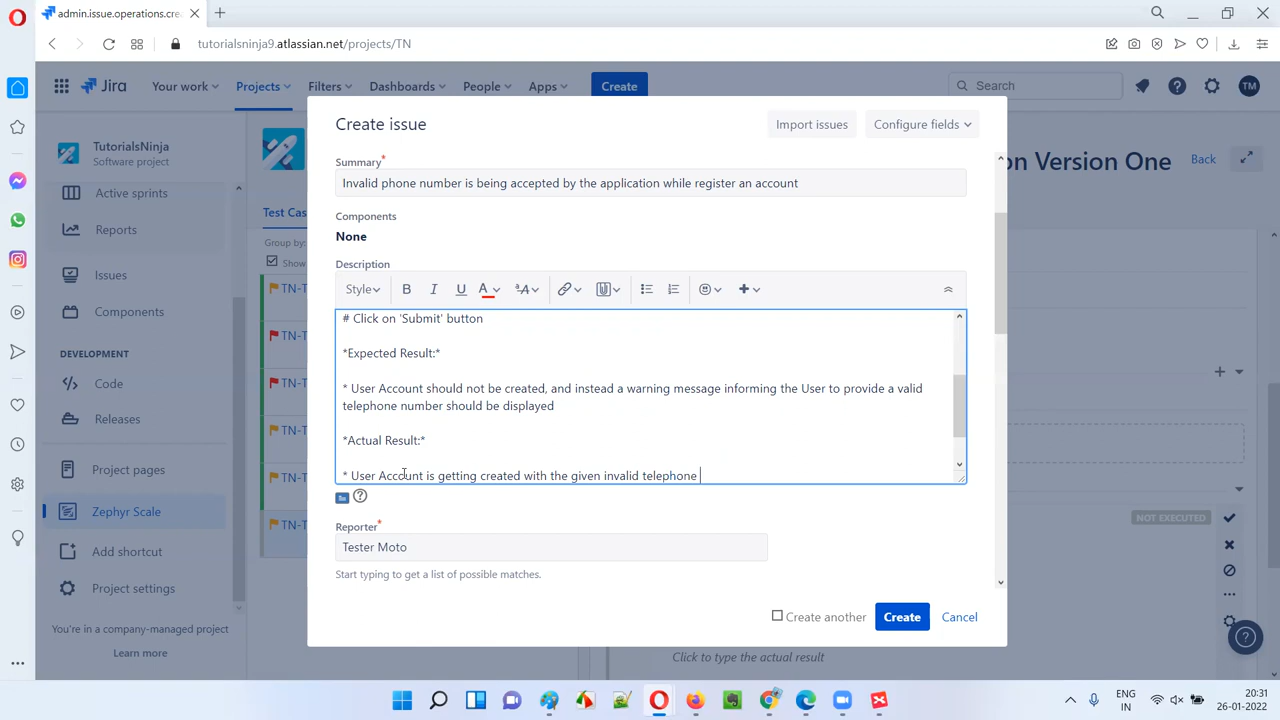 admin.issue.operations.cre
tutorialsninja9.atlassian.net/projects/TN
Jira
Your work
Projects
Filters
Dashboards
People
Apps
Create
Search
TM
TutorialsNinja
Software project
Active sprints
Reports
Issues
Components
DEVELOPMENT
Code
Releases
Project pages
Zephyr Scale
Add shortcut
Project settings
You're in a company-managed project
Learn more
Test Cas
Group by:
Show
TN-T
TN-T
TN-T
TN-T
TN-T
TN-T
on Version One
Back
NOT EXECUTED
Click to type the actual result
Create issue
Import issues
Configure fields
Summary*
Invalid phone number is being accepted by the application while register an account
Components
None
Description
Style
B
I
U
A
A
# Click on 'Submit' button
*Expected Result:*
* User Account should not be created, and instead a warning message informing the User to provide a valid
telephone number should be displayed
*Actual Result:*
* User Account is getting created with the given invalid telephone
Reporter*
Tester Moto
Start typing to get a list of possible matches.
Create another
Create
Cancel
ENG
IN
20:31
26-01-2022